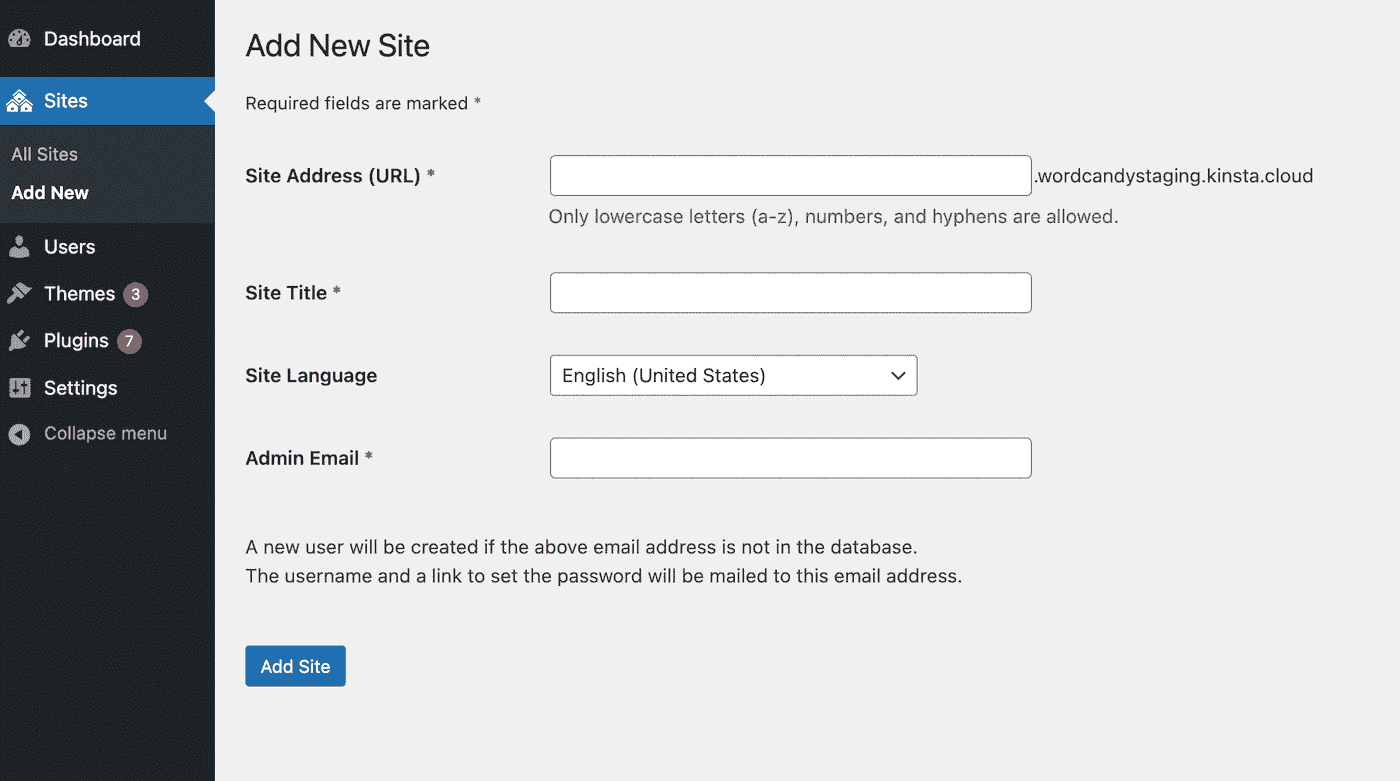 Dashboard
Sites
All Sites
Add New
Users
Themes 3
Plugins 7
Settings
Collapse menu
Add New Site
Required fields are marked *
Site Address (URL) *
.wordcandystaging.kinsta.cloud
Only lowercase letters (a-z), numbers, and hyphens are allowed.
Site Title *
Site Language
English (United States)
Admin Email *
A new user will be created if the above email address is not in the database.
The username and a link to set the password will be mailed to this email address.
Add Site